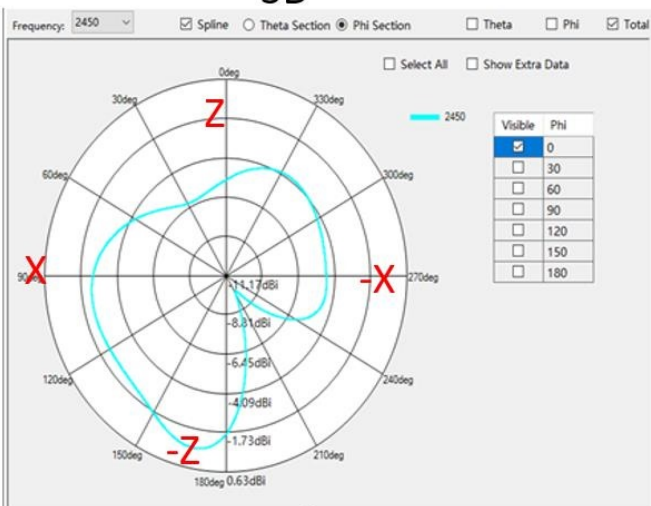 Frequency: 2450 Spline Theta Section Phi Section Theta Phi Total
Select All Show Extra Data
0deg
30deg
330deg
Z
2450
Visible Phi
0
30
60
90
120
150
180
60deg
300deg
X
-X
270deg
-11.17dBi
-8.81dBi
-6.45dBi
120deg
240deg
-4.09dBi
-1.73dBi
-Z
150deg
210deg
180deg 0.63dBi